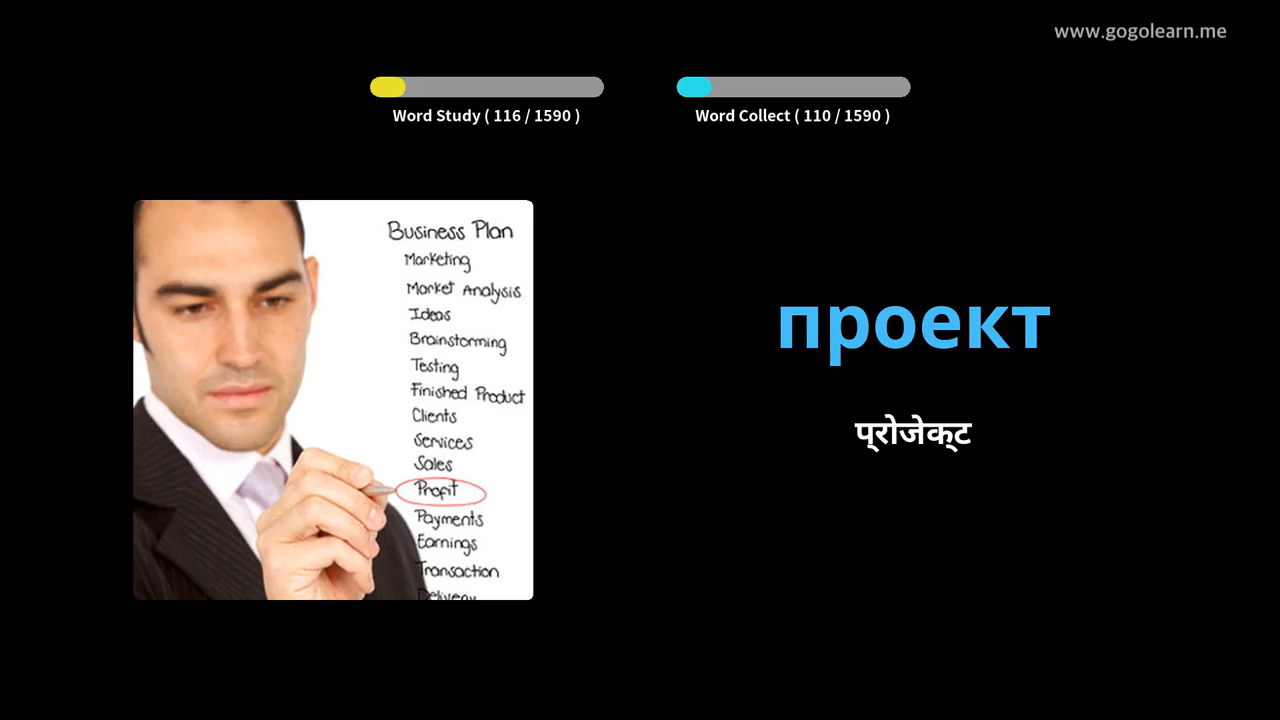 www.gogolearn.me
Word Study ( 116 / 1590 )
Word Collect ( 110 / 1590 )
Business Plan
Marketing
Market Analysis
Ideas
Brainstorming
Testing
Finished Product
Clients
Services
Sales
Profit
Payments
Earnings
Transaction
Delivery
проект
प्रोजेक्ट